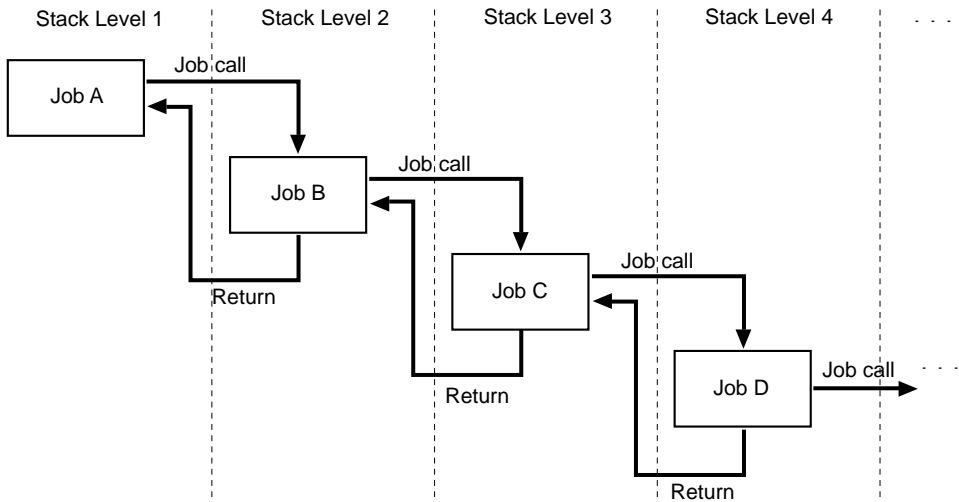 Stack Level 1
Stack Level 2
Stack Level 3
Stack Level 4
. . .
Job call
Job A
Job call
Job B
Job call
Job C
Return
Job call
. . .
Job D
Return
Return